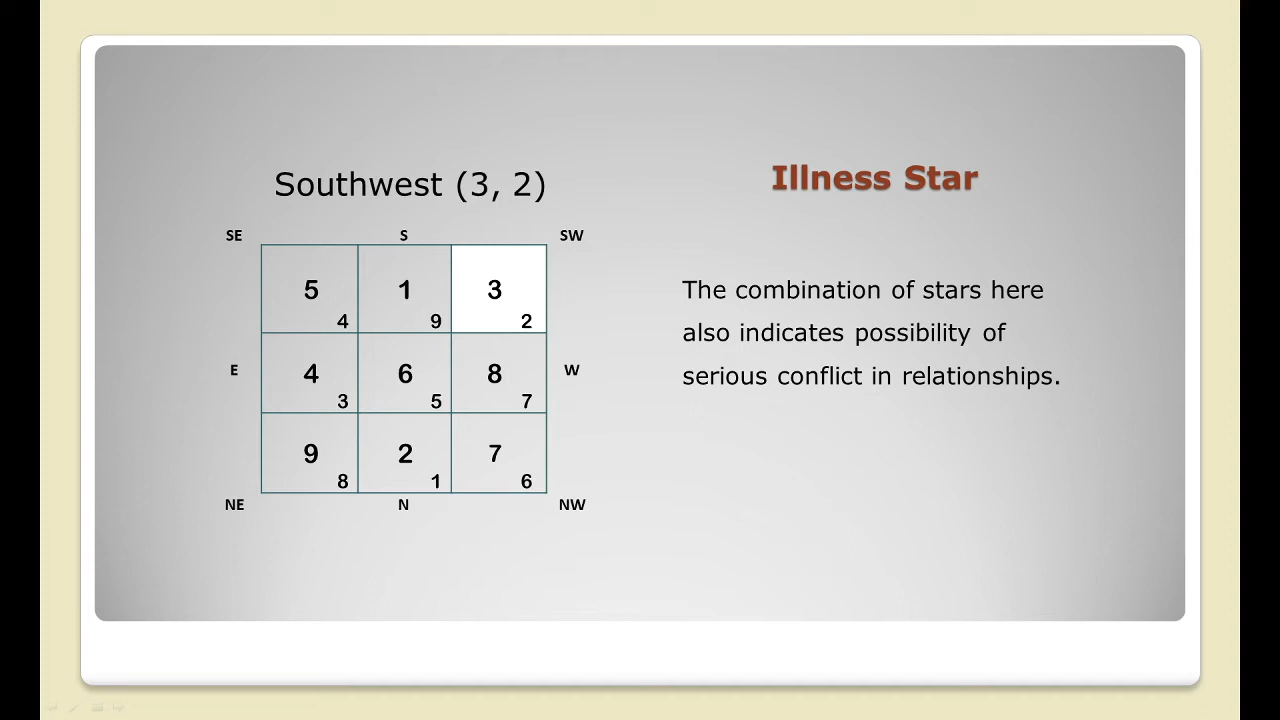 Southwest (3, 2)
Illness Star
SE S SW
5 1 3
4 9 2
E 4 6 8 W
3 5 7
9 2 7
8 1 6
NE N NW
The combination of stars here
also indicates possibility of
serious conflict in relationships.